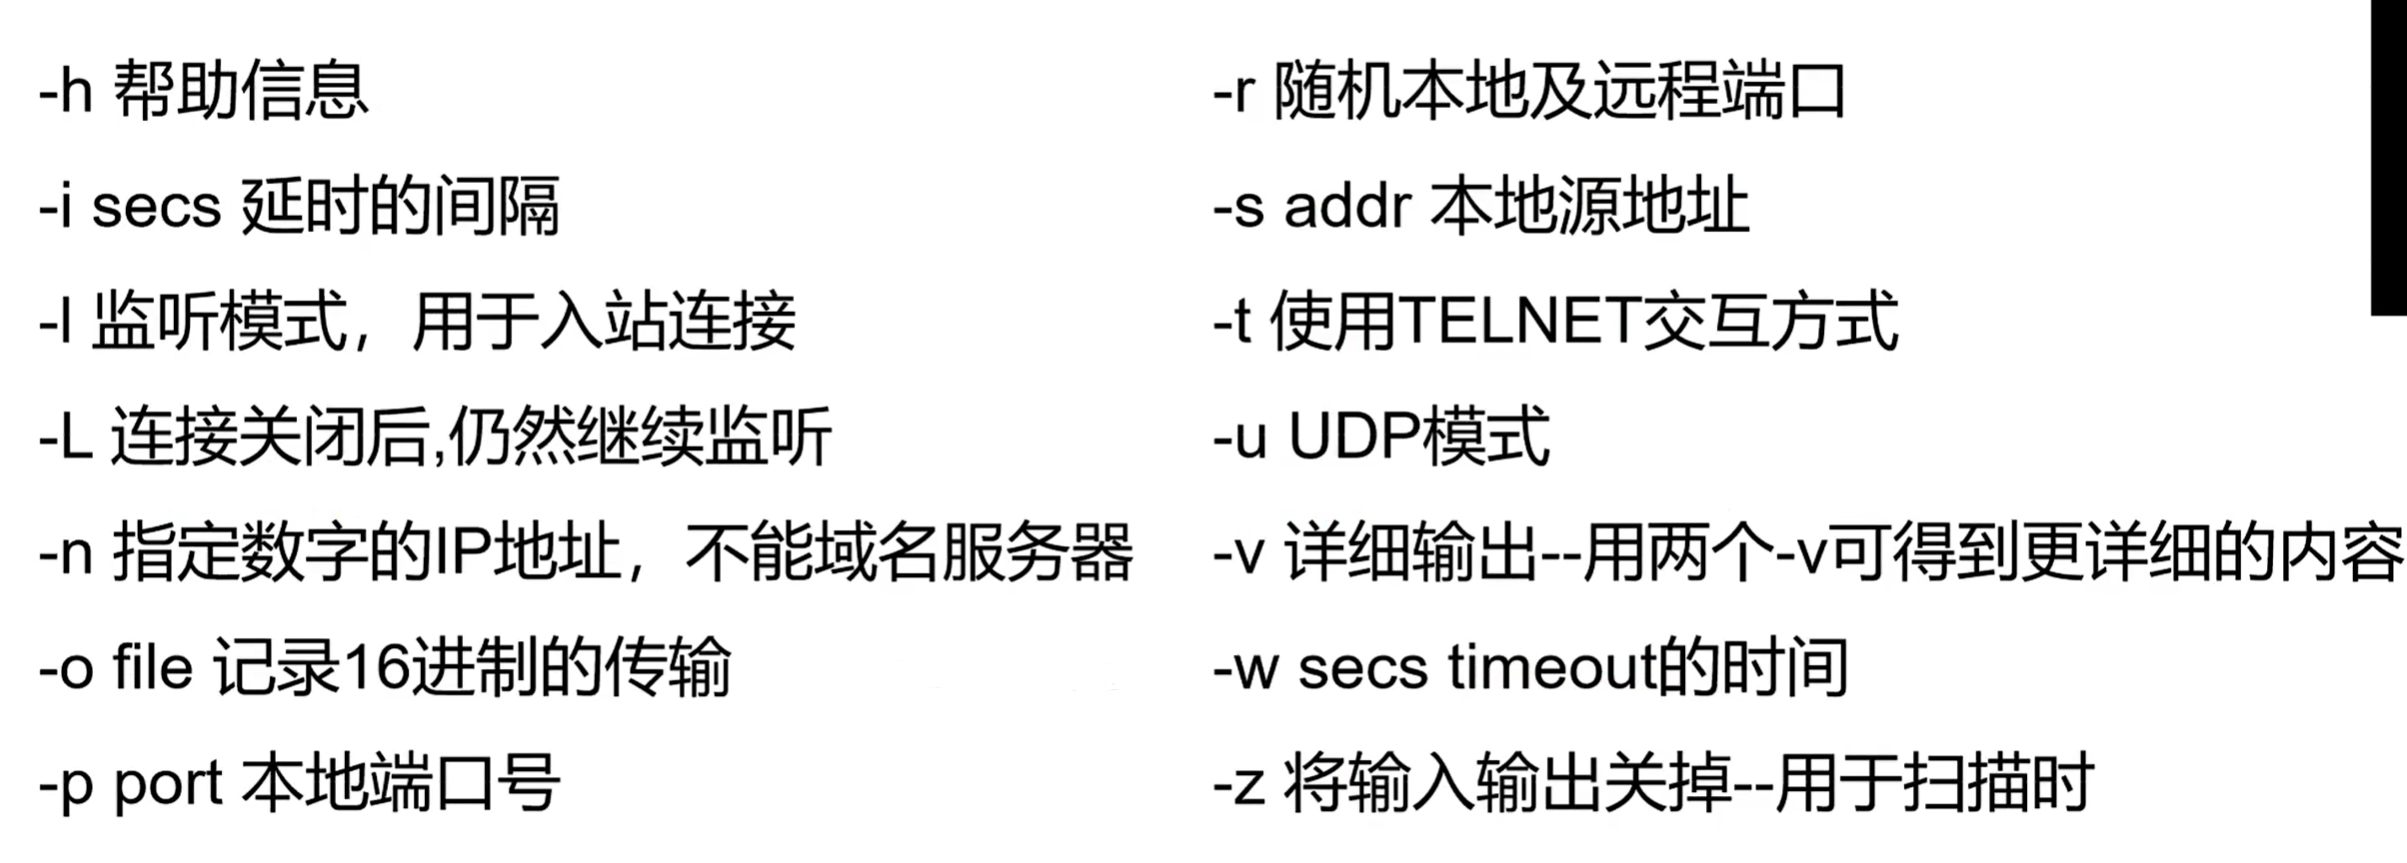 -h 帮助信息
-i secs 延时的间隔
-l 监听模式，用于入站连接
-L 连接关闭后,仍然继续监听
-n 指定数字的IP地址，不能域名服务器
-o file 记录16进制的传输
-p port 本地端口号
-r 随机本地及远程端口
-s addr 本地源地址
-t 使用TELNET交互方式
-u UDP模式
-v 详细输出--用两个-v可得到更详细的内容
-w secs timeout的时间
-z 将输入输出关掉--用于扫描时